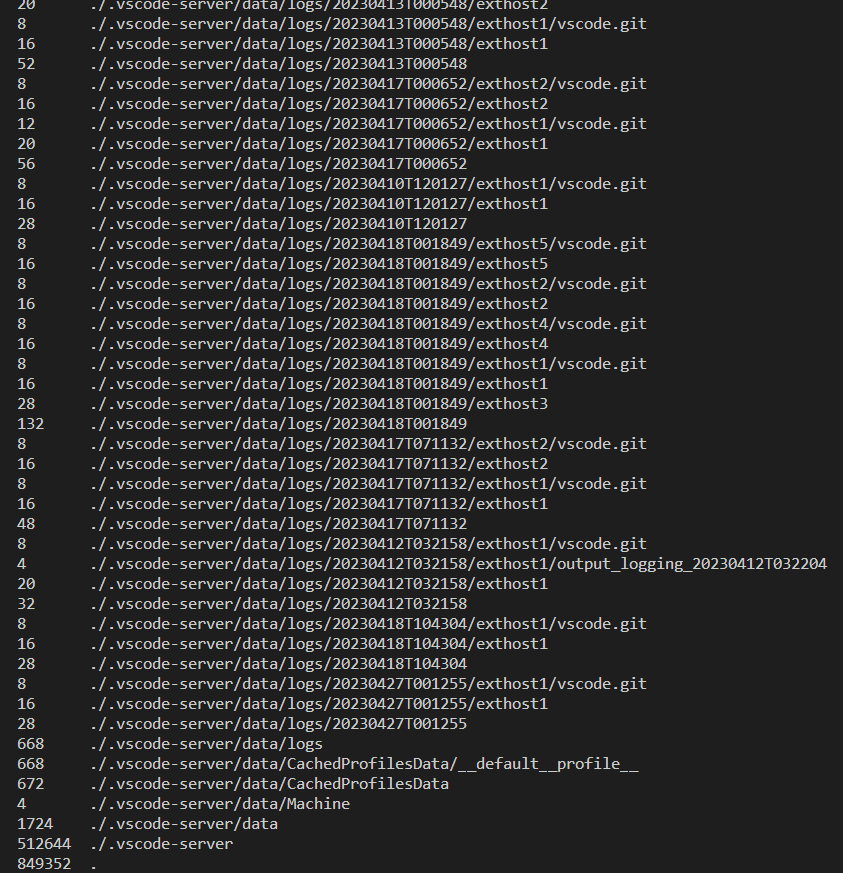 20 ./.vscode-server/data/logs/20230413T000548/exthost2
8 ./.vscode-server/data/logs/20230413T000548/exthost1/vscode.git
16 ./.vscode-server/data/logs/20230413T000548/exthost1
52 ./.vscode-server/data/logs/20230413T000548
8 ./.vscode-server/data/logs/20230417T000652/exthost2/vscode.git
16 ./.vscode-server/data/logs/20230417T000652/exthost2
12 ./.vscode-server/data/logs/20230417T000652/exthost1/vscode.git
20 ./.vscode-server/data/logs/20230417T000652/exthost1
56 ./.vscode-server/data/logs/20230417T000652
8 ./.vscode-server/data/logs/20230410T120127/exthost1/vscode.git
16 ./.vscode-server/data/logs/20230410T120127/exthost1
28 ./.vscode-server/data/logs/20230410T120127
8 ./.vscode-server/data/logs/20230418T001849/exthost5/vscode.git
16 ./.vscode-server/data/logs/20230418T001849/exthost5
8 ./.vscode-server/data/logs/20230418T001849/exthost2/vscode.git
16 ./.vscode-server/data/logs/20230418T001849/exthost2
8 ./.vscode-server/data/logs/20230418T001849/exthost4/vscode.git
16 ./.vscode-server/data/logs/20230418T001849/exthost4
8 ./.vscode-server/data/logs/20230418T001849/exthost1/vscode.git
16 ./.vscode-server/data/logs/20230418T001849/exthost1
28 ./.vscode-server/data/logs/20230418T001849/exthost3
132 ./.vscode-server/data/logs/20230418T001849
8 ./.vscode-server/data/logs/20230417T071132/exthost2/vscode.git
16 ./.vscode-server/data/logs/20230417T071132/exthost2
8 ./.vscode-server/data/logs/20230417T071132/exthost1/vscode.git
16 ./.vscode-server/data/logs/20230417T071132/exthost1
48 ./.vscode-server/data/logs/20230417T071132
8 ./.vscode-server/data/logs/20230412T032158/exthost1/vscode.git
4 ./.vscode-server/data/logs/20230412T032158/exthost1/output_logging_20230412T032204
20 ./.vscode-server/data/logs/20230412T032158/exthost1
32 ./.vscode-server/data/logs/20230412T032158
8 ./.vscode-server/data/logs/20230418T104304/exthost1/vscode.git
16 ./.vscode-server/data/logs/20230418T104304/exthost1
28 ./.vscode-server/data/logs/20230418T104304
8 ./.vscode-server/data/logs/20230427T001255/exthost1/vscode.git
16 ./.vscode-server/data/logs/20230427T001255/exthost1
28 ./.vscode-server/data/logs/20230427T001255
668 ./.vscode-server/data/logs
668 ./.vscode-server/data/CachedProfilesData/__default__profile__
672 ./.vscode-server/data/CachedProfilesData
4 ./.vscode-server/data/Machine
1724 ./.vscode-server/data
512644 ./.vscode-server
849352 .